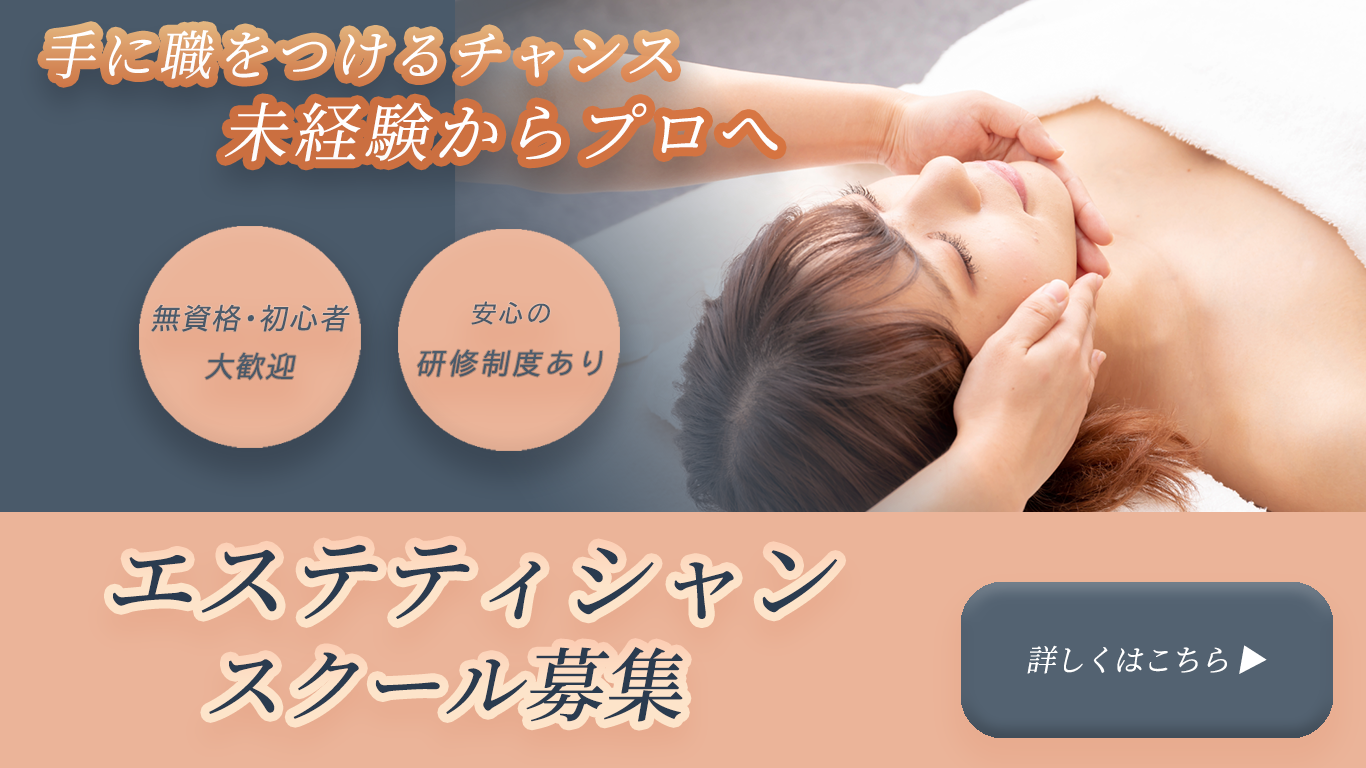 手に職をつけるチャンス
未経験からプロへ
無資格・初心者
大歓迎
安心の
研修制度あり
エステティシャン
スクール募集
詳しくはこちら ▶